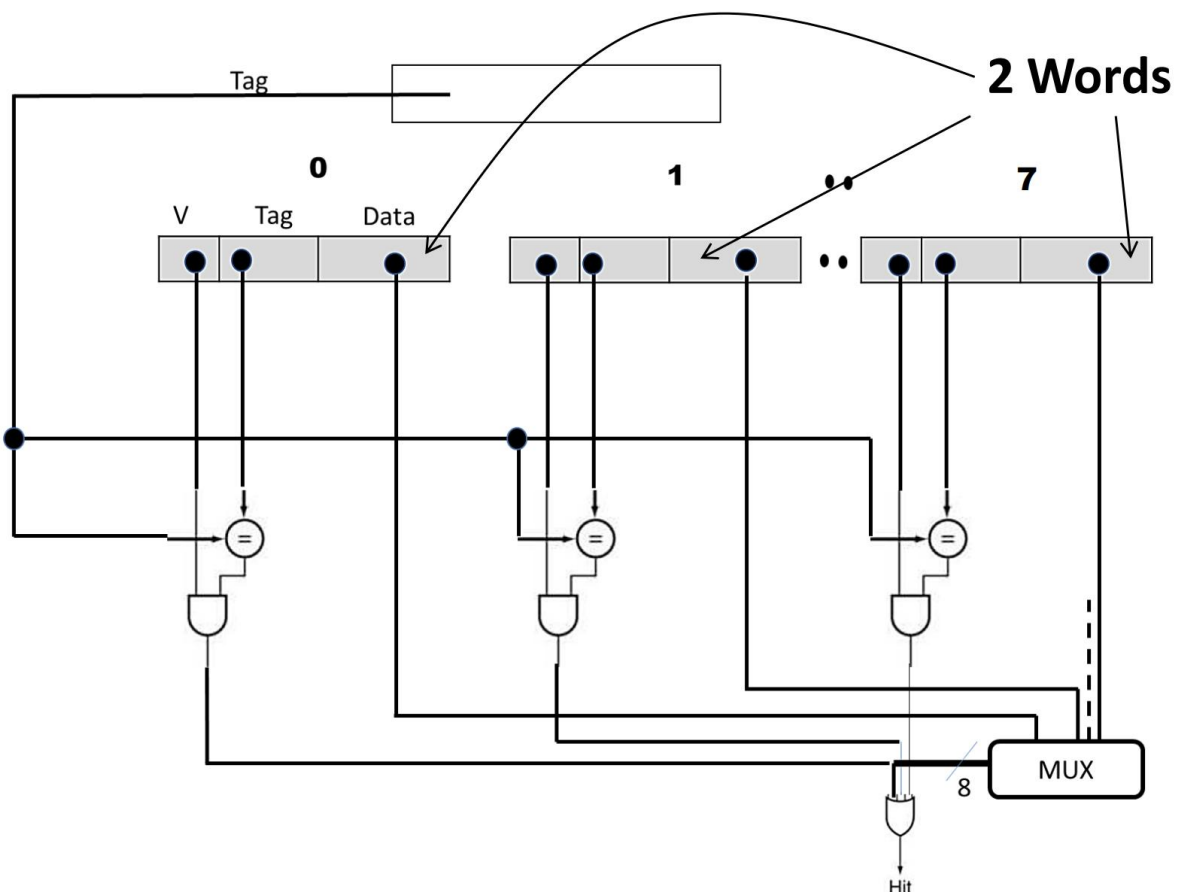 2 Words
Tag
0
1
7
V
Tag
Data
=
=
=
MUX
8
Hit